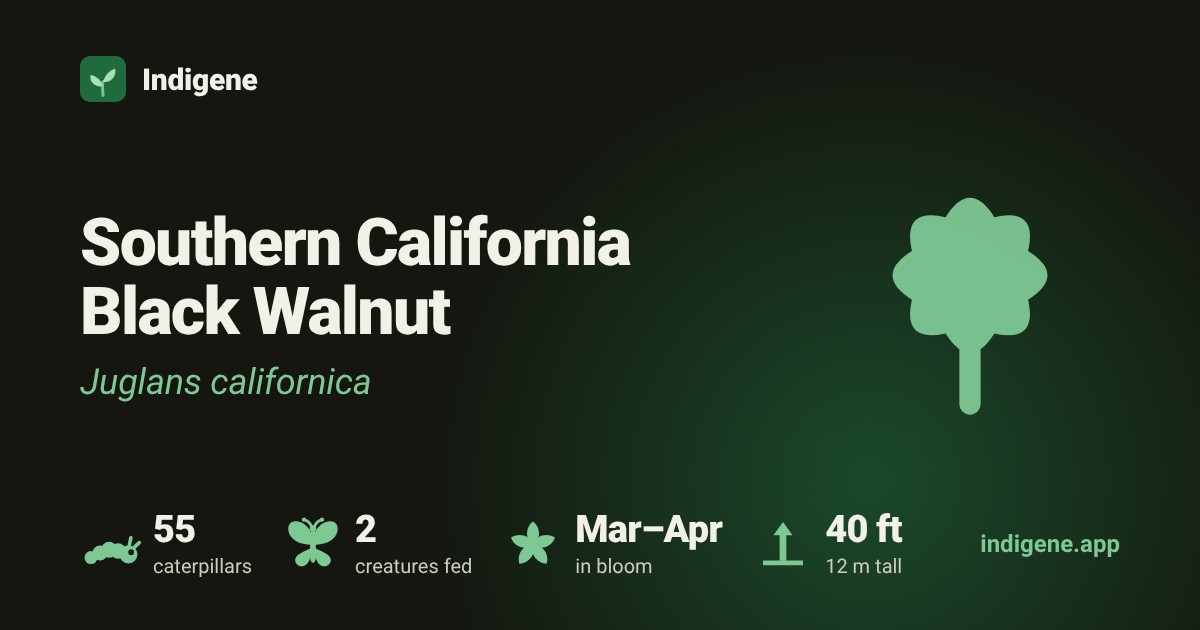 Indigene
Southern California
Black Walnut
Juglans californica
55
caterpillars
2
creatures fed
Mar–Apr
in bloom
40 ft
12 m tall
indigene.app